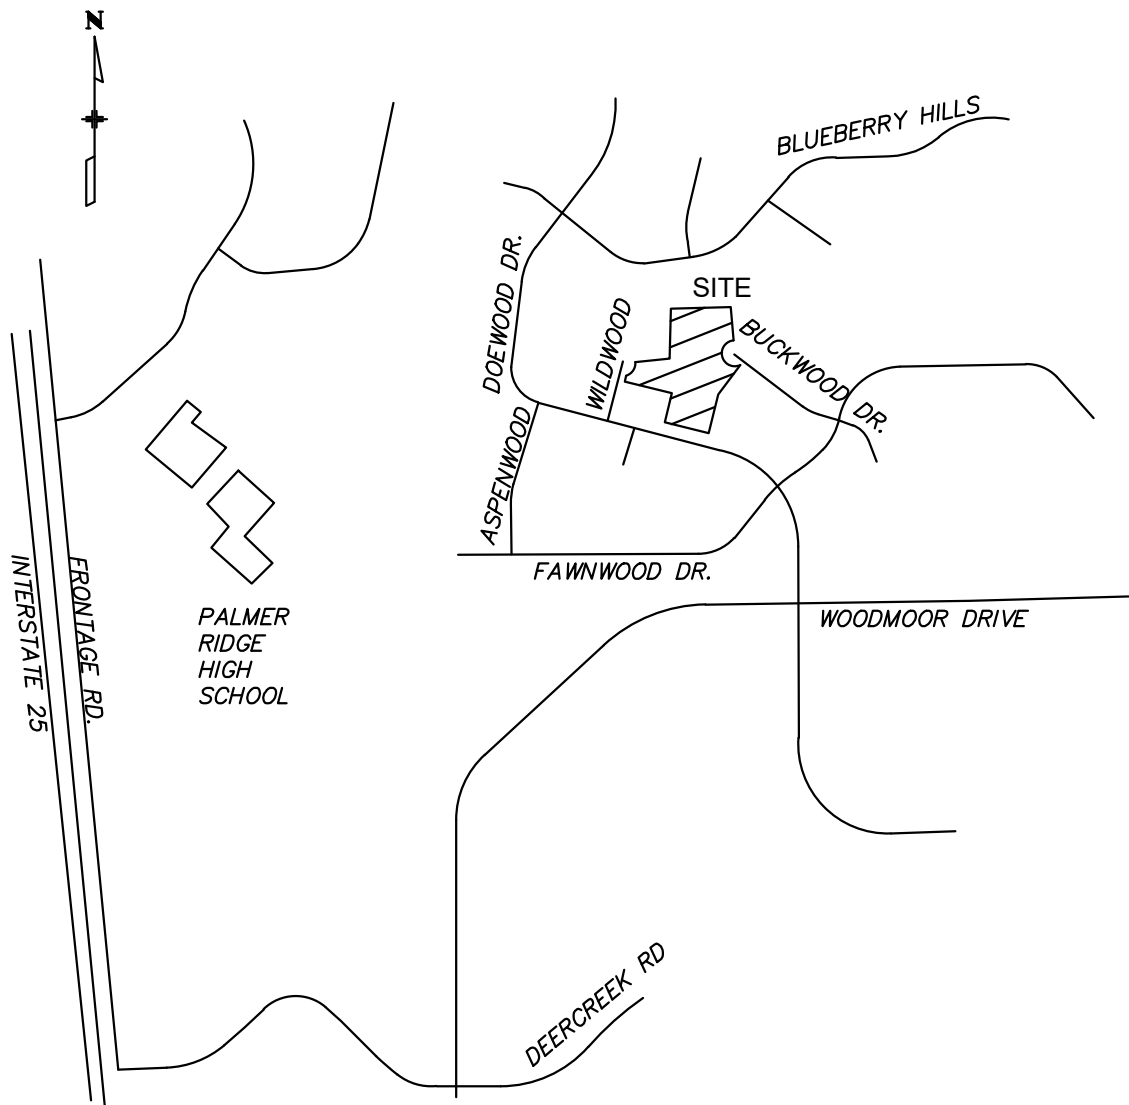 N
BLUEBERRY HILLS
DOEWOOD DR.
SITE
WILDWOOD
BUCKWOOD DR.
ASPENWOOD
FAWNWOOD DR.
INTERSTATE 25
FRONTAGE RD.
PALMER
RIDGE
HIGH
SCHOOL
WOODMOOR DRIVE
DEERCREEK RD